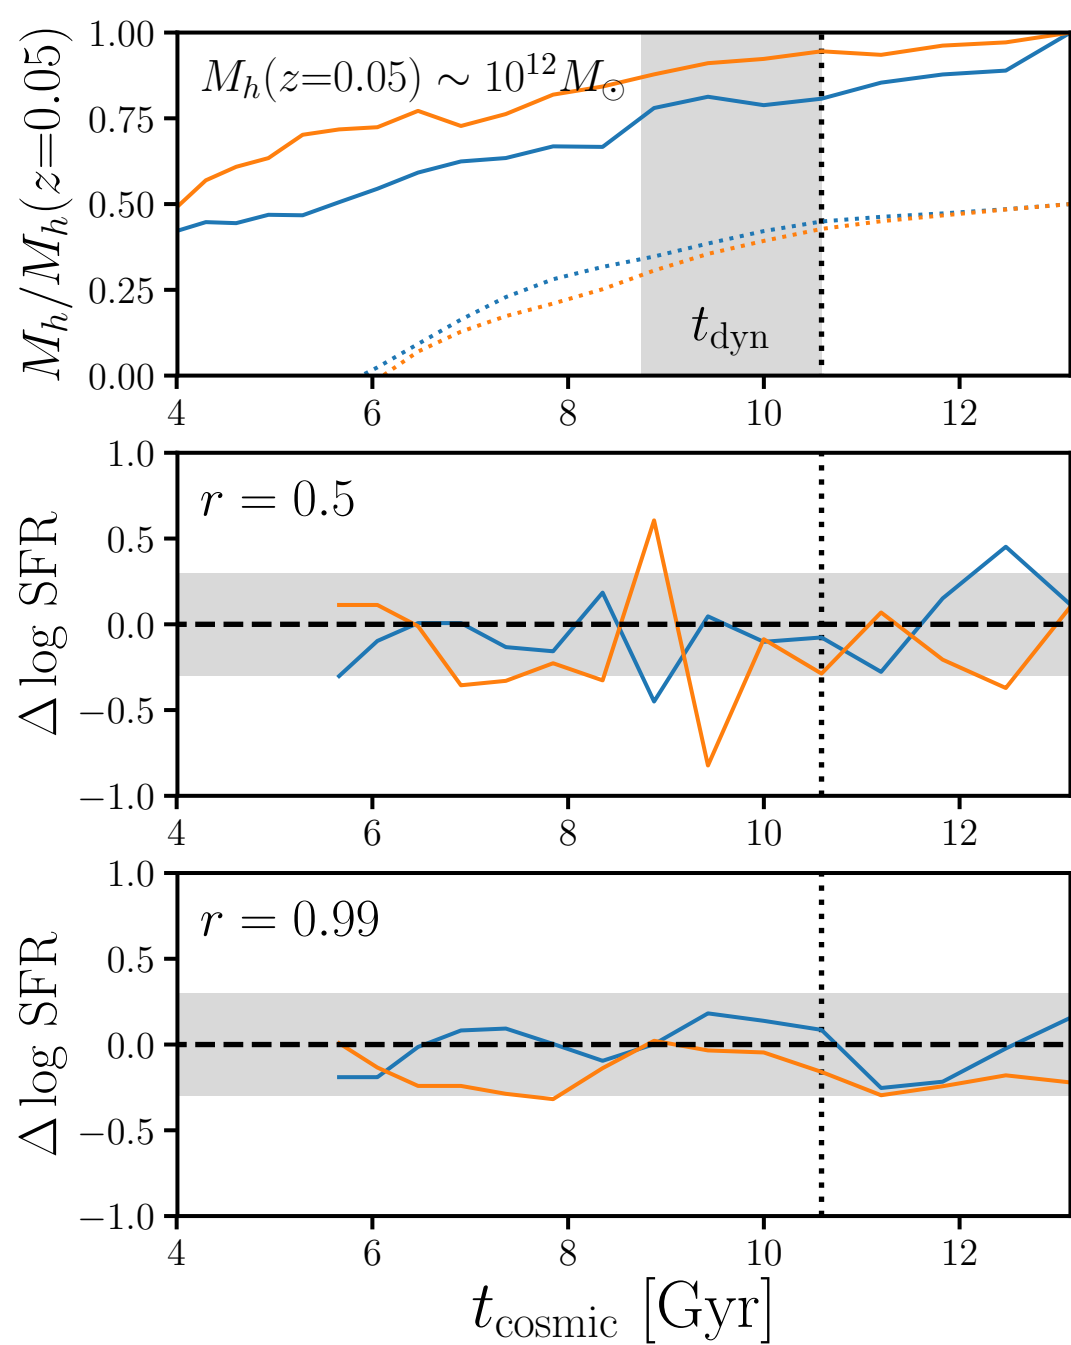 1.00
M_h(z=0.05) ∼ 10^12 M_⊙
0.75
0.50
0.25
0.00
M_h/M_h(z=0.05)
t_dyn
4 6 8 10 12
1.0
r = 0.5
0.5
0.0
−0.5
−1.0
Δ log SFR
4 6 8 10 12
1.0
r = 0.99
0.5
0.0
−0.5
−1.0
Δ log SFR
4 6 8 10 12
t_cosmic [Gyr]